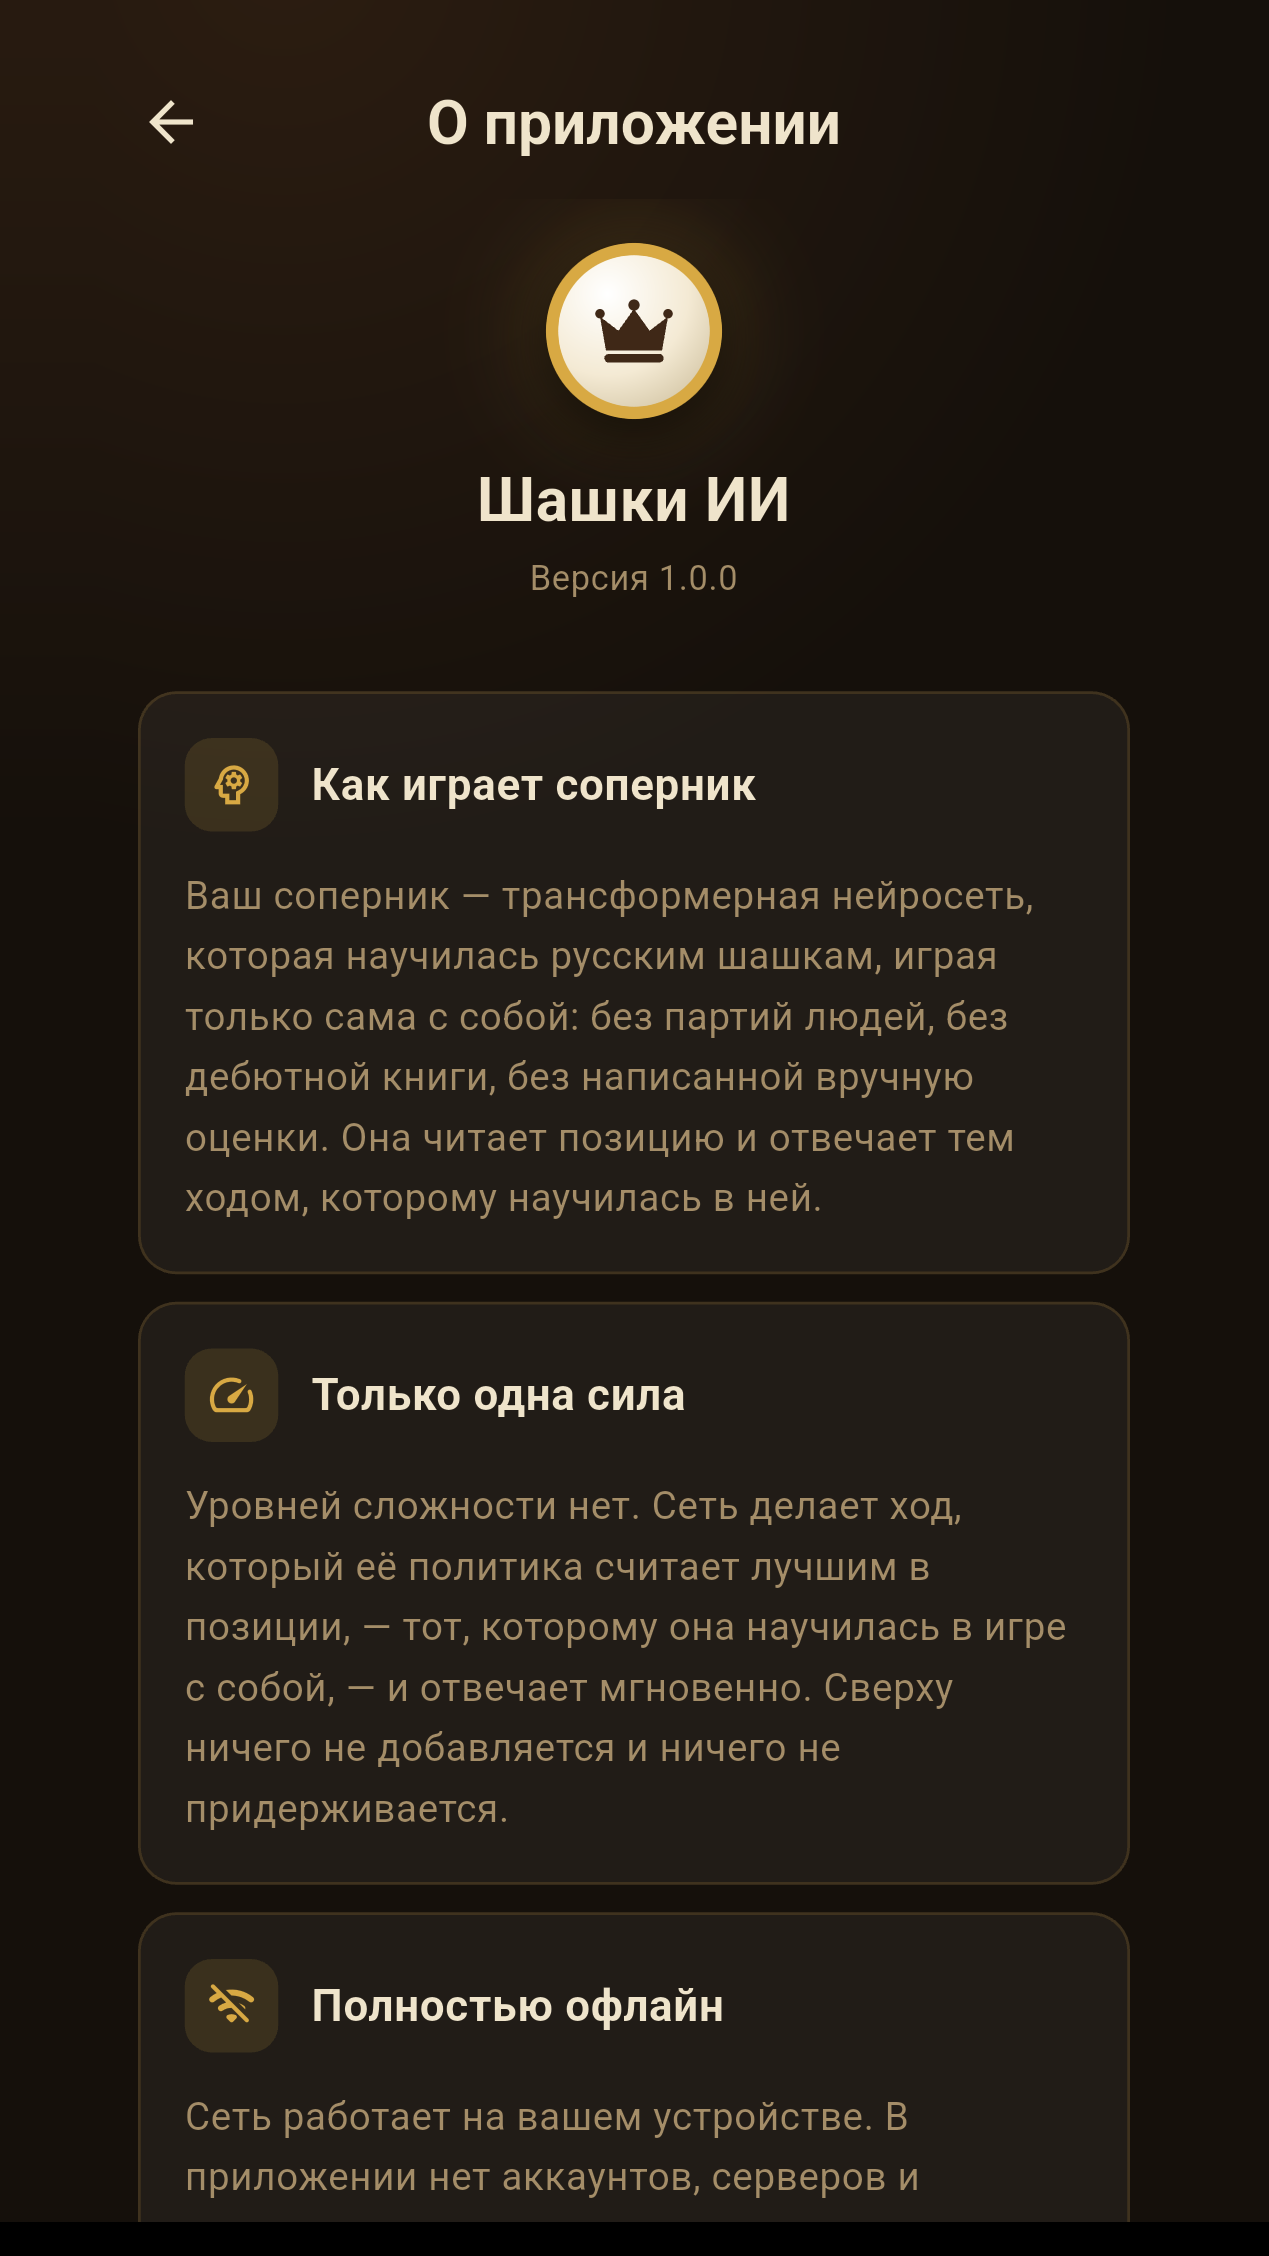 О приложении
Шашки ИИ
Версия 1.0.0
Как играет соперник
Ваш соперник — трансформерная нейросеть,
которая научилась русским шашкам, играя
только сама с собой: без партий людей, без
дебютной книги, без написанной вручную
оценки. Она читает позицию и отвечает тем
ходом, которому научилась в ней.
Только одна сила
Уровней сложности нет. Сеть делает ход,
который её политика считает лучшим в
позиции, — тот, которому она научилась в игре
с собой, — и отвечает мгновенно. Сверху
ничего не добавляется и ничего не
придерживается.
Полностью офлайн
Сеть работает на вашем устройстве. В
приложении нет аккаунтов, серверов и